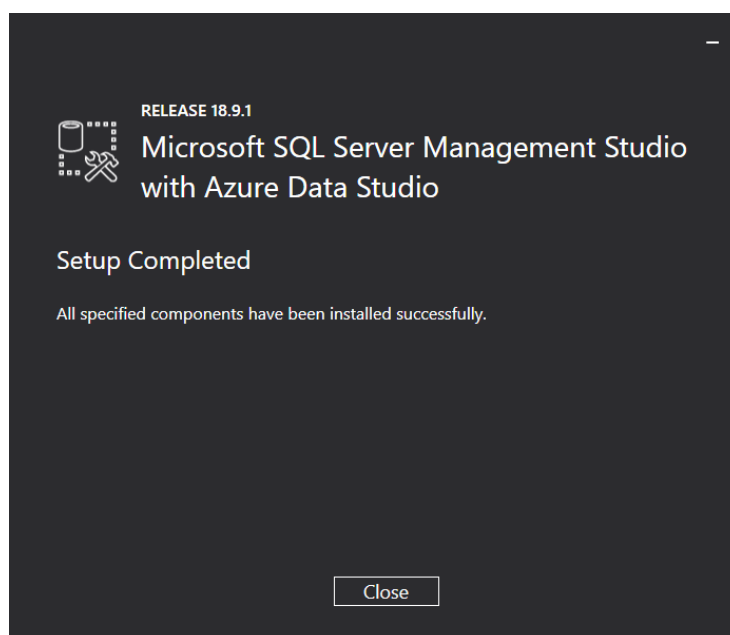 RELEASE 18.9.1
Microsoft SQL Server Management Studio
with Azure Data Studio
Setup Completed
All specified components have been installed successfully.
Close